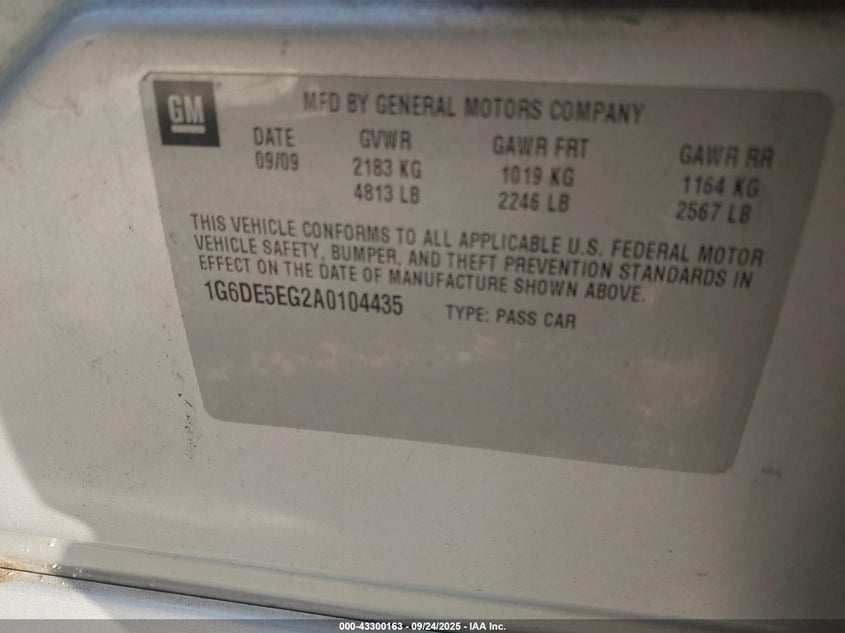 GM
MFD BY GENERAL MOTORS COMPANY
DATE GVWR GAWR FRT GAWR RR
09/09 2183 KG 1019 KG 1164 KG
4813 LB 2246 LB 2567 LB
THIS VEHICLE CONFORMS TO ALL APPLICABLE U.S. FEDERAL MOTOR
VEHICLE SAFETY, BUMPER, AND THEFT PREVENTION STANDARDS IN
EFFECT ON THE DATE OF MANUFACTURE SHOWN ABOVE.
1G6DE5EG2A0104435 TYPE: PASS CAR
000-43300163 - 09/24/2025 - IAA Inc.